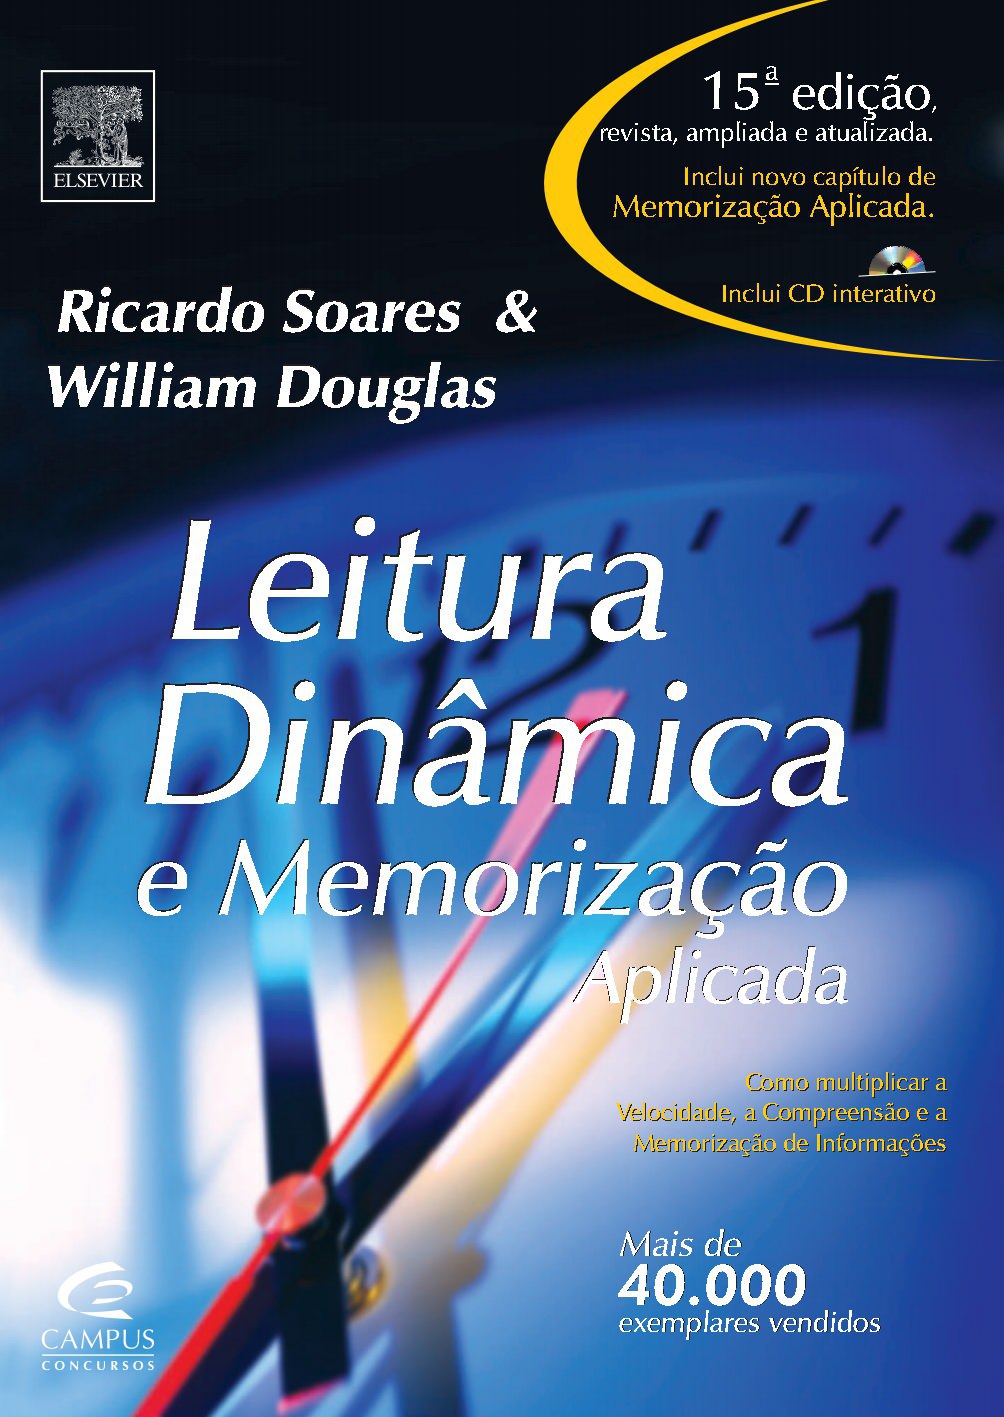 ELSEVIER
15ª edição,
revista, ampliada e atualizada.
Inclui novo capítulo de
Memorização Aplicada.
Inclui CD interativo
Ricardo Soares &
William Douglas
Leitura
Dinâmica
e Memorização
Aplicada
12
1
Como multiplicar a
Velocidade, a Compreensão e a
Memorização de Informações
Mais de
40.000
exemplares vendidos
CAMPUS
CONCURSOS